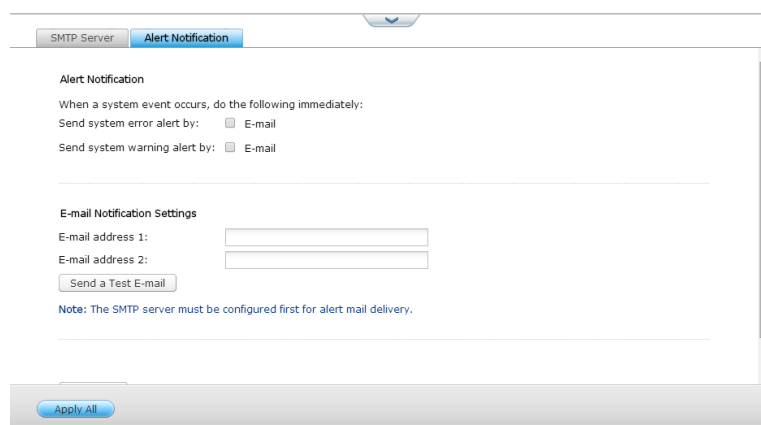 SMTP Server Alert Notification
Alert Notification
When a system event occurs, do the following immediately:
Send system error alert by: E-mail
Send system warning alert by: E-mail
E-mail Notification Settings
E-mail address 1:
E-mail address 2:
Send a Test E-mail
Note: The SMTP server must be configured first for alert mail delivery.
Apply All